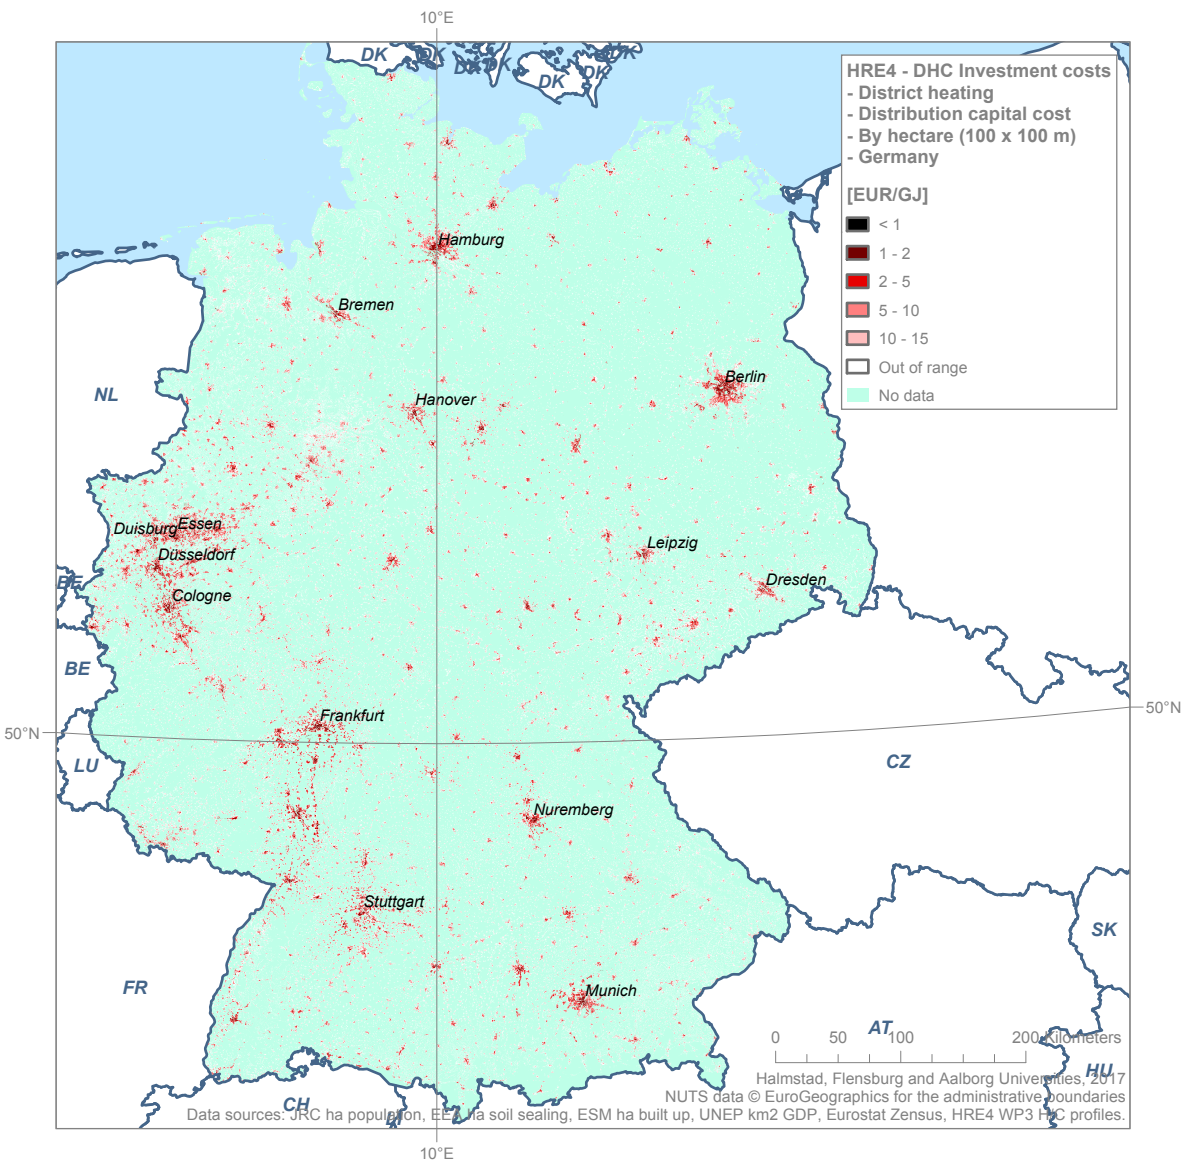 10°E
DK
DK
DK
DK
DK
DK
DK
HRE4 - DHC Investment costs
- District heating
- Distribution capital cost
- By hectare (100 x 100 m)
- Germany
[EUR/GJ]
< 1
1 - 2
2 - 5
5 - 10
10 - 15
Out of range
No data
Hamburg
Bremen
Berlin
NL
Hanover
Duisburg
Essen
Düsseldorf
Leipzig
BE
Dresden
Cologne
BE
50°N
Frankfurt
50°N
LU
CZ
Nuremberg
Stuttgart
SK
FR
Munich
AT
0 50 100 200 Kilometers
HU
Halmstad, Flensburg and Aalborg Universities, 2017
NUTS data © EuroGeographics for the administrative boundaries
CH
Data sources: JRC ha population, EEA ha soil sealing, ESM ha built up, UNEP km2 GDP, Eurostat Zensus, HRE4 WP3 H/C profiles.
10°E